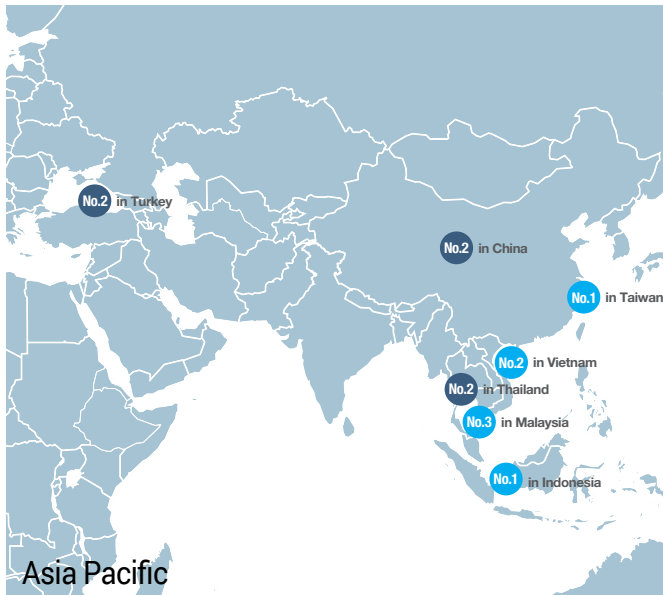 No.2 in Turkey
No.2 in China
No.1 in Taiwan
No.2 in Vietnam
No.2 in Thailand
No.3 in Malaysia
No.1 in Indonesia
Asia Pacific